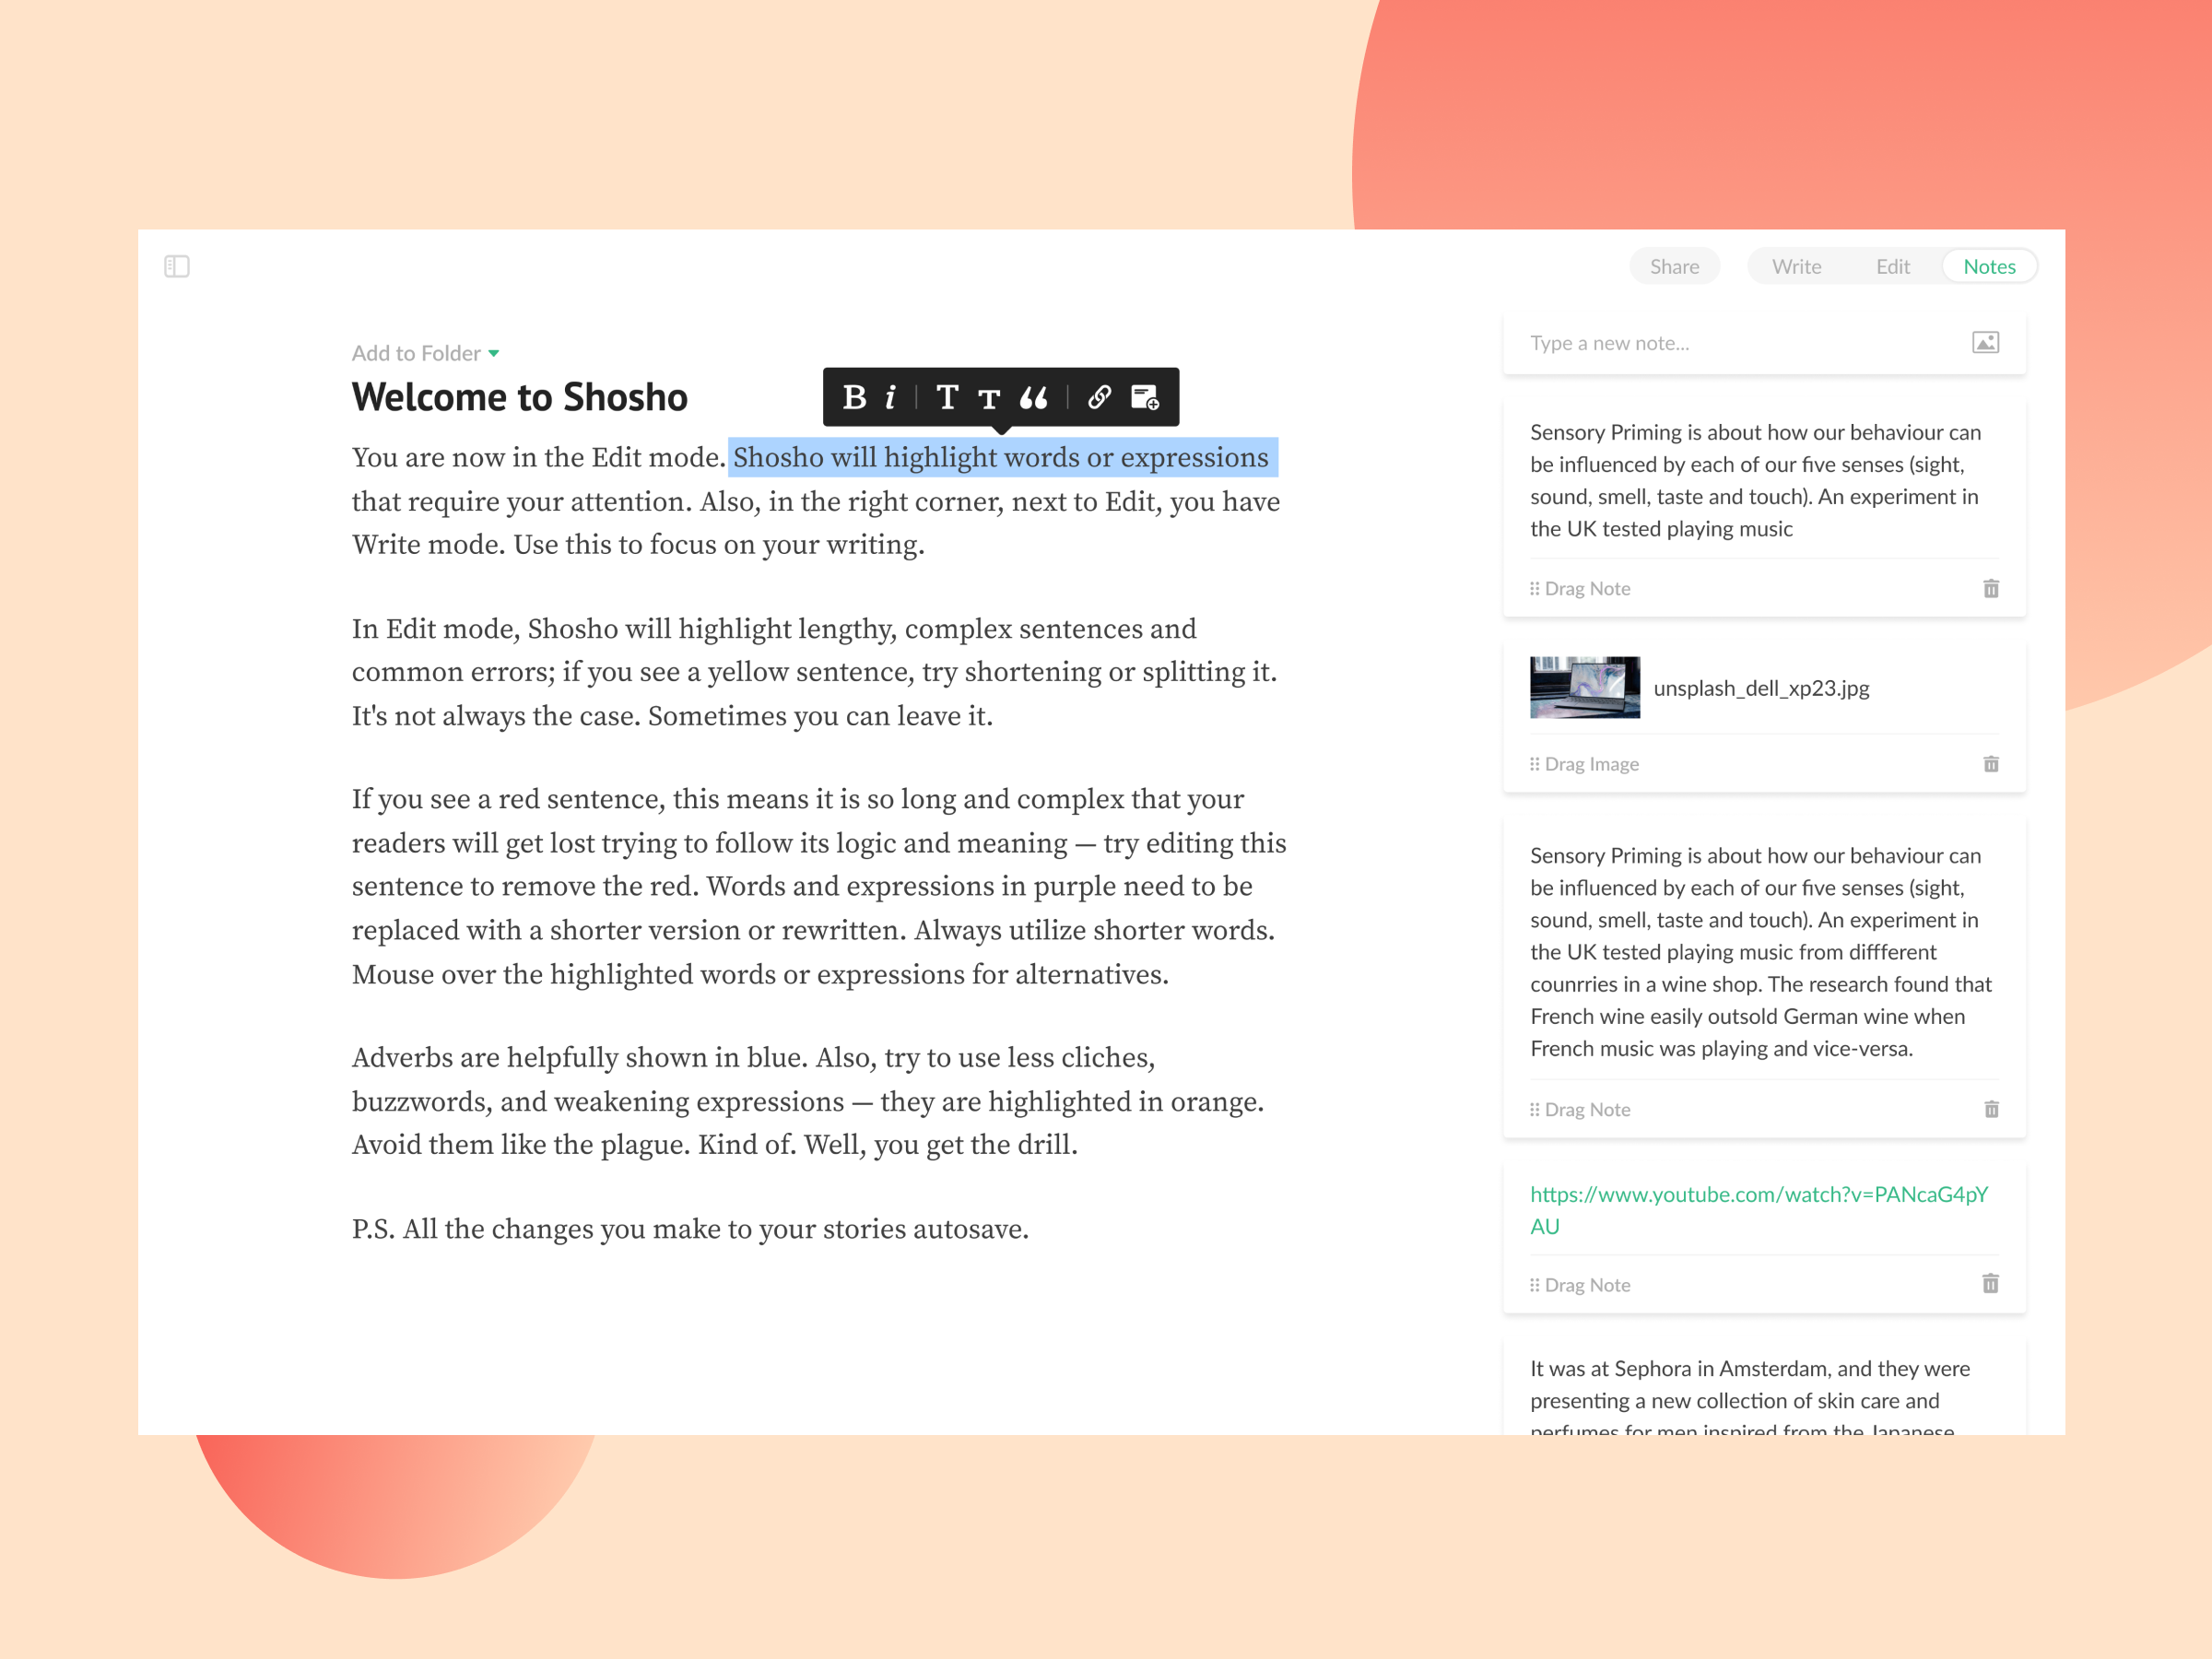 Share
Write
Edit
Notes
Add to Folder
Welcome to Shosho
B i T T “
You are now in the Edit mode. Shosho will highlight words or expressions
that require your attention. Also, in the right corner, next to Edit, you have
Write mode. Use this to focus on your writing.
In Edit mode, Shosho will highlight lengthy, complex sentences and
common errors; if you see a yellow sentence, try shortening or splitting it.
It's not always the case. Sometimes you can leave it.
If you see a red sentence, this means it is so long and complex that your
readers will get lost trying to follow its logic and meaning — try editing this
sentence to remove the red. Words and expressions in purple need to be
replaced with a shorter version or rewritten. Always utilize shorter words.
Mouse over the highlighted words or expressions for alternatives.
Adverbs are helpfully shown in blue. Also, try to use less cliches,
buzzwords, and weakening expressions — they are highlighted in orange.
Avoid them like the plague. Kind of. Well, you get the drill.
P.S. All the changes you make to your stories autosave.
Type a new note...
Sensory Priming is about how our behaviour can
be influenced by each of our five senses (sight,
sound, smell, taste and touch). An experiment in
the UK tested playing music
Drag Note
unsplash_dell_xp23.jpg
Drag Image
Sensory Priming is about how our behaviour can
be influenced by each of our five senses (sight,
sound, smell, taste and touch). An experiment in
the UK tested playing music from diffferent
counrries in a wine shop. The research found that
French wine easily outsold German wine when
French music was playing and vice-versa.
Drag Note
https://www.youtube.com/watch?v=PANcaG4pY
AU
Drag Note
It was at Sephora in Amsterdam, and they were
presenting a new collection of skin care and
perfumes for men inspired from the Japanese